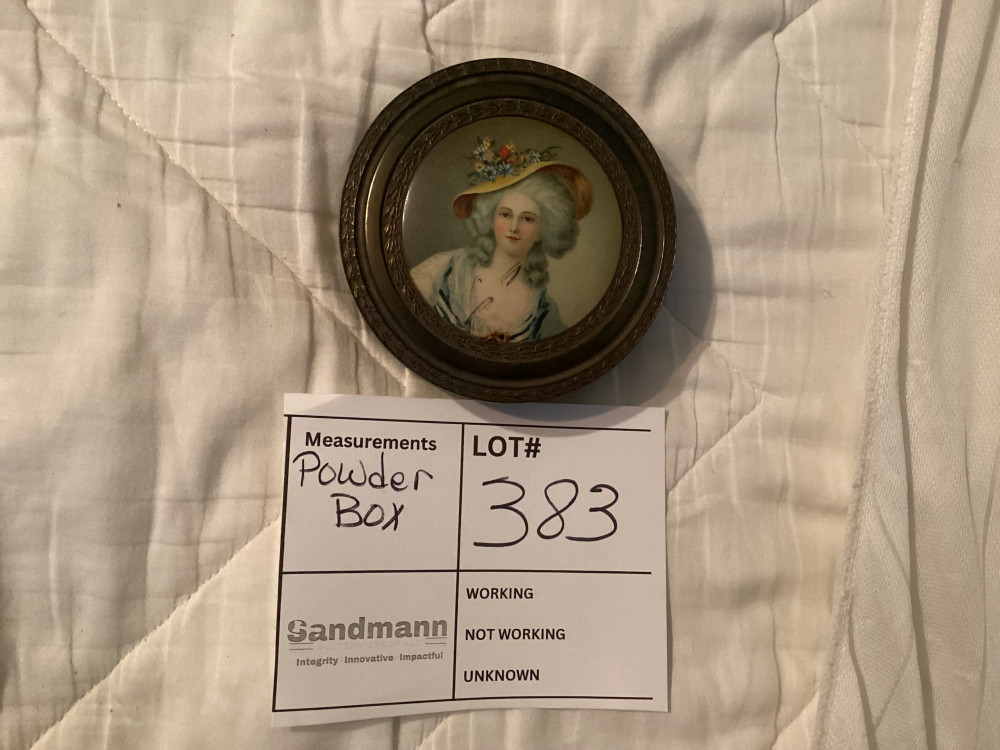 Measurements
Powder
Box
LOT#
383
Sandmann
Integrity Innovative Impactful
WORKING
NOT WORKING
UNKNOWN